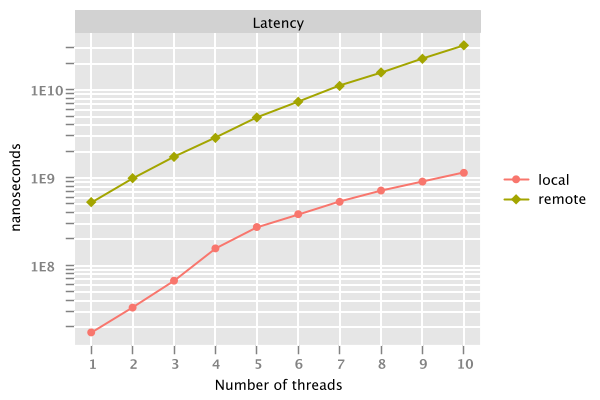 Latency
nanoseconds
1E10
1E9
1E8
1 2 3 4 5 6 7 8 9 10
Number of threads
local
remote